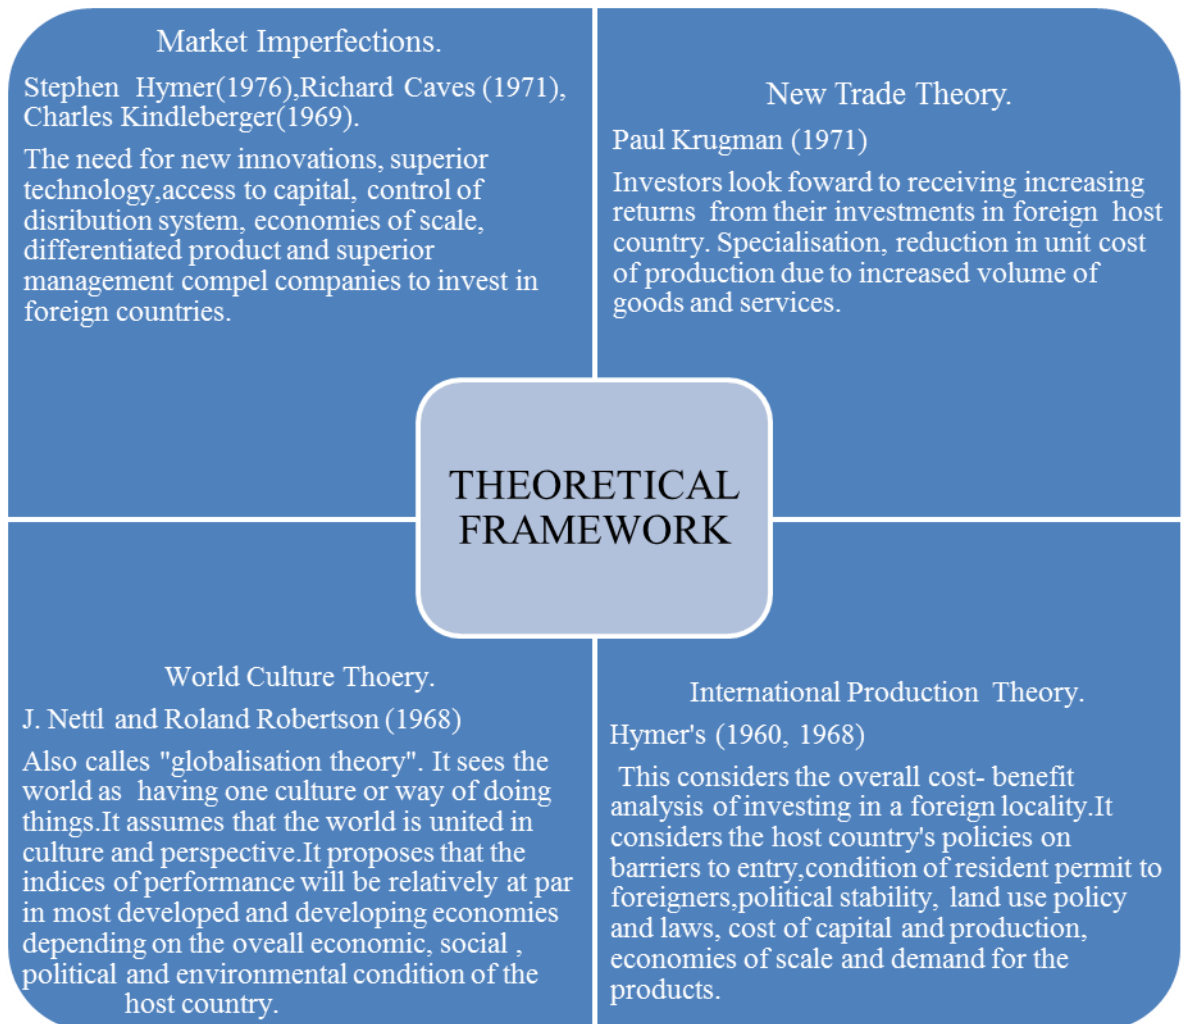 Market Imperfections.
Stephen Hymer(1976),Richard Caves (1971),
Charles Kindleberger(1969).
The need for new innovations, superior
technology,access to capital, control of
disribution system, economies of scale,
differentiated product and superior
management compel companies to invest in
foreign countries.
New Trade Theory.
Paul Krugman (1971)
Investors look foward to receiving increasing
returns from their investments in foreign host
country. Specialisation, reduction in unit cost
of production due to increased volume of
goods and services.
THEORETICAL
FRAMEWORK
World Culture Thoery.
J. Nettl and Roland Robertson (1968)
Also calles "globalisation theory". It sees the
world as having one culture or way of doing
things.It assumes that the world is united in
culture and perspective.It proposes that the
indices of performance will be relatively at par
in most developed and developing economies
depending on the oveall economic, social ,
political and environmental condition of the
host country.
International Production Theory.
Hymer's (1960, 1968)
This considers the overall cost- benefit
analysis of investing in a foreign locality.It
considers the host country's policies on
barriers to entry,condition of resident permit to
foreigners,political stability, land use policy
and laws, cost of capital and production,
economies of scale and demand for the
products.